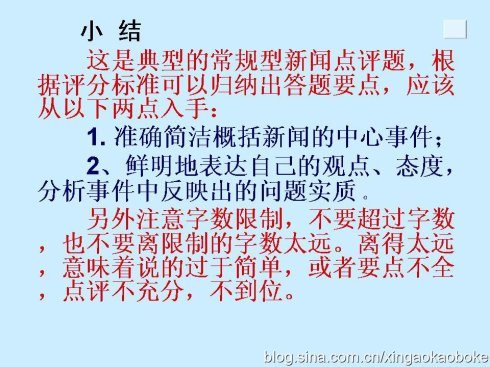 小 结
这是典型的常规型新闻点评题，根
据评分标准可以归纳出答题要点，应该
从以下两点入手：
1. 准确简洁概括新闻的中心事件；
2、鲜明地表达自己的观点、态度，
分析事件中反映出的问题实质。
另外注意字数限制，不要超过字数
，也不要离限制的字数太远。离得太远
，意味着说的过于简单，或者要点不全
，点评不充分，不到位。
blog.sina.com.cn/xingaokaoboke